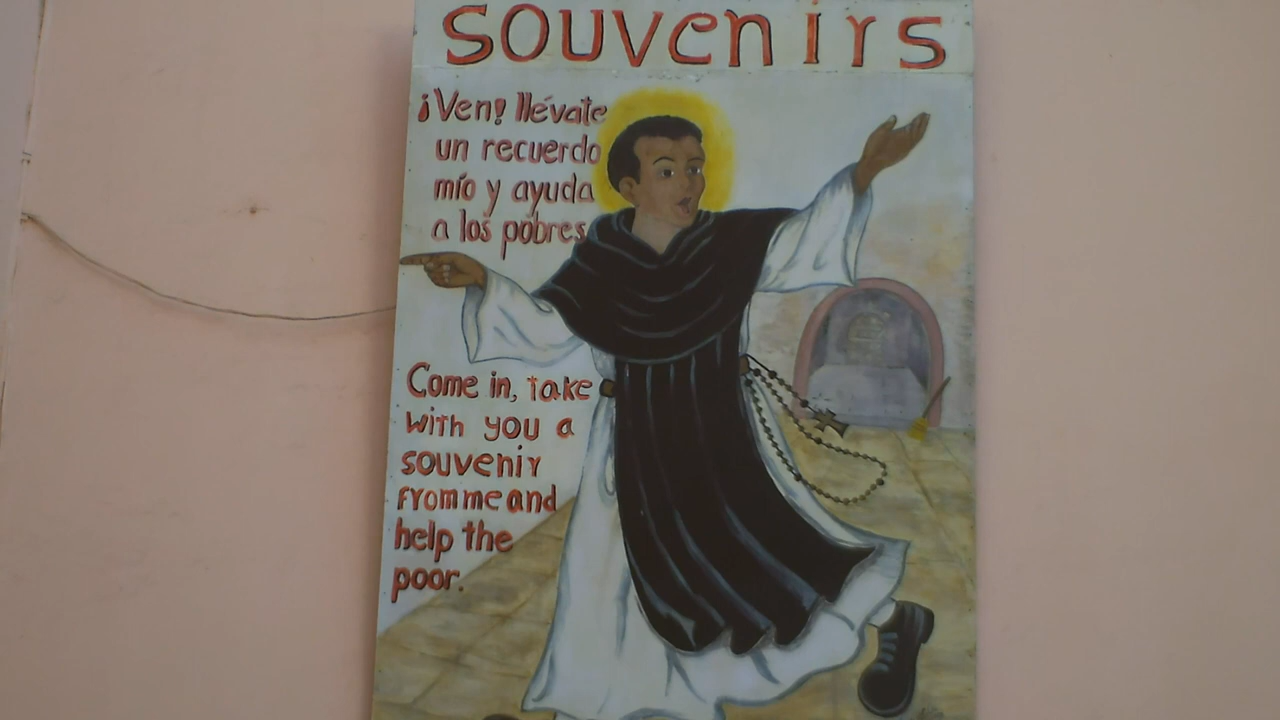 souvenirs
¡Ven! llévate
un recuerdo
mío y ayuda
a los pobres
Come in, take
with you a
souvenir
from me and
help the
poor.